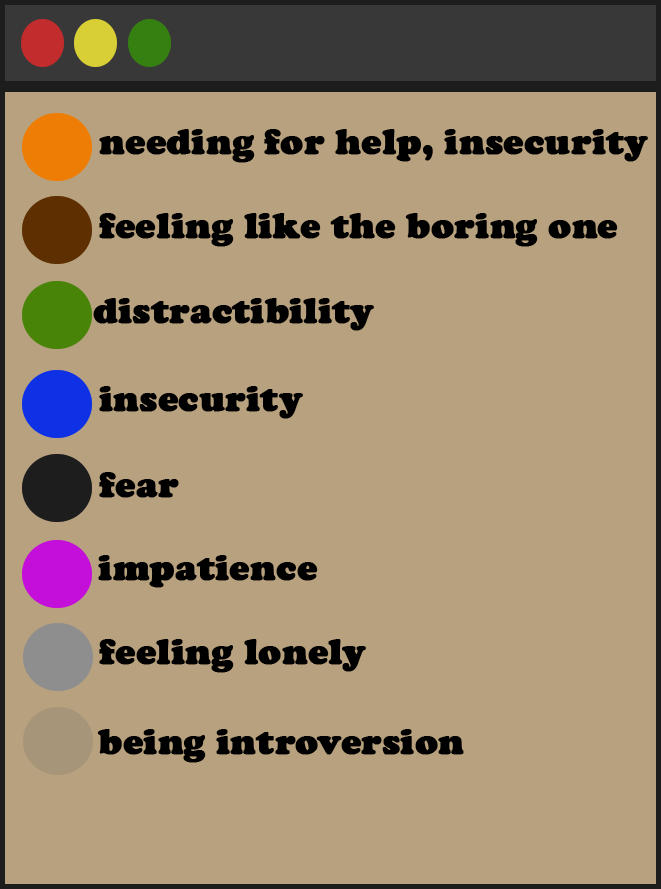 needing for help, insecurity
feeling like the boring one
distractibility
insecurity
fear
impatience
feeling lonely
being introversion